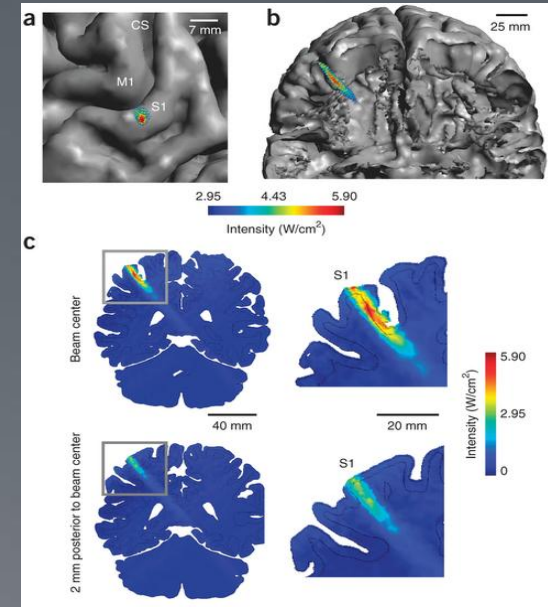 a
CS
7 mm
M1
S1
b
25 mm
2.95 4.43 5.90
Intensity (W/cm²)
c
Beam center
S1
40 mm
20 mm
5.90
2.95
0
Intensity (W/cm²)
2 mm posterior to beam center
S1